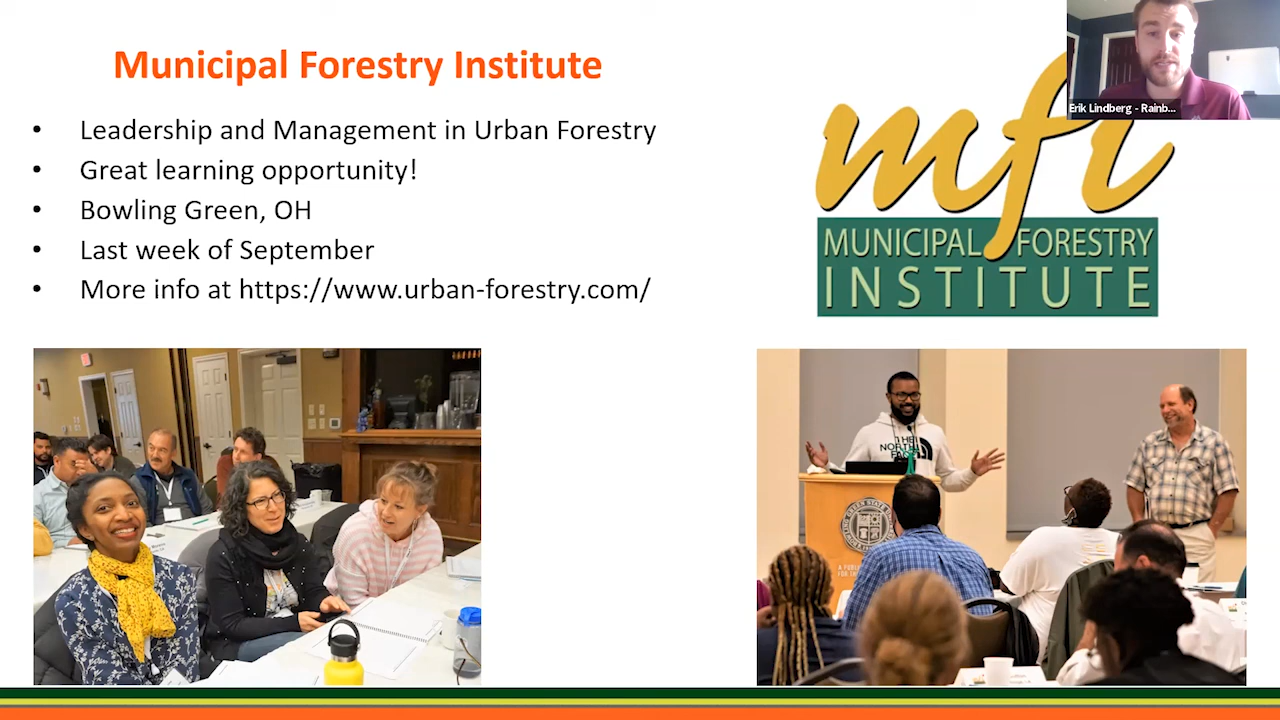 Municipal Forestry Institute
• Leadership and Management in Urban Forestry
• Great learning opportunity!
• Bowling Green, OH
• Last week of September
• More info at https://www.urban-forestry.com/
Erik Lindberg - Rainb...
mfi
MUNICIPAL FORESTRY
INSTITUTE
THE
NORTH
FACE